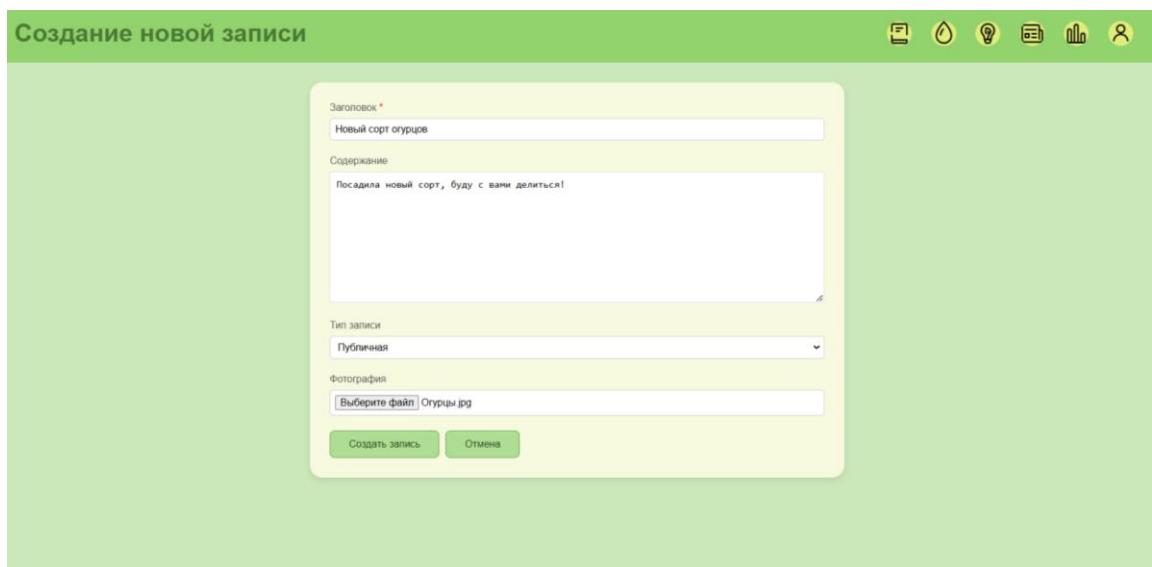 Создание новой записи
Заголовок *
Новый сорт огурцов
Содержание
Посадила новый сорт, буду с вами делиться!
Тип записи
Публичная
Фотография
Выберите файл Огурцы.jpg
Создать запись Отмена